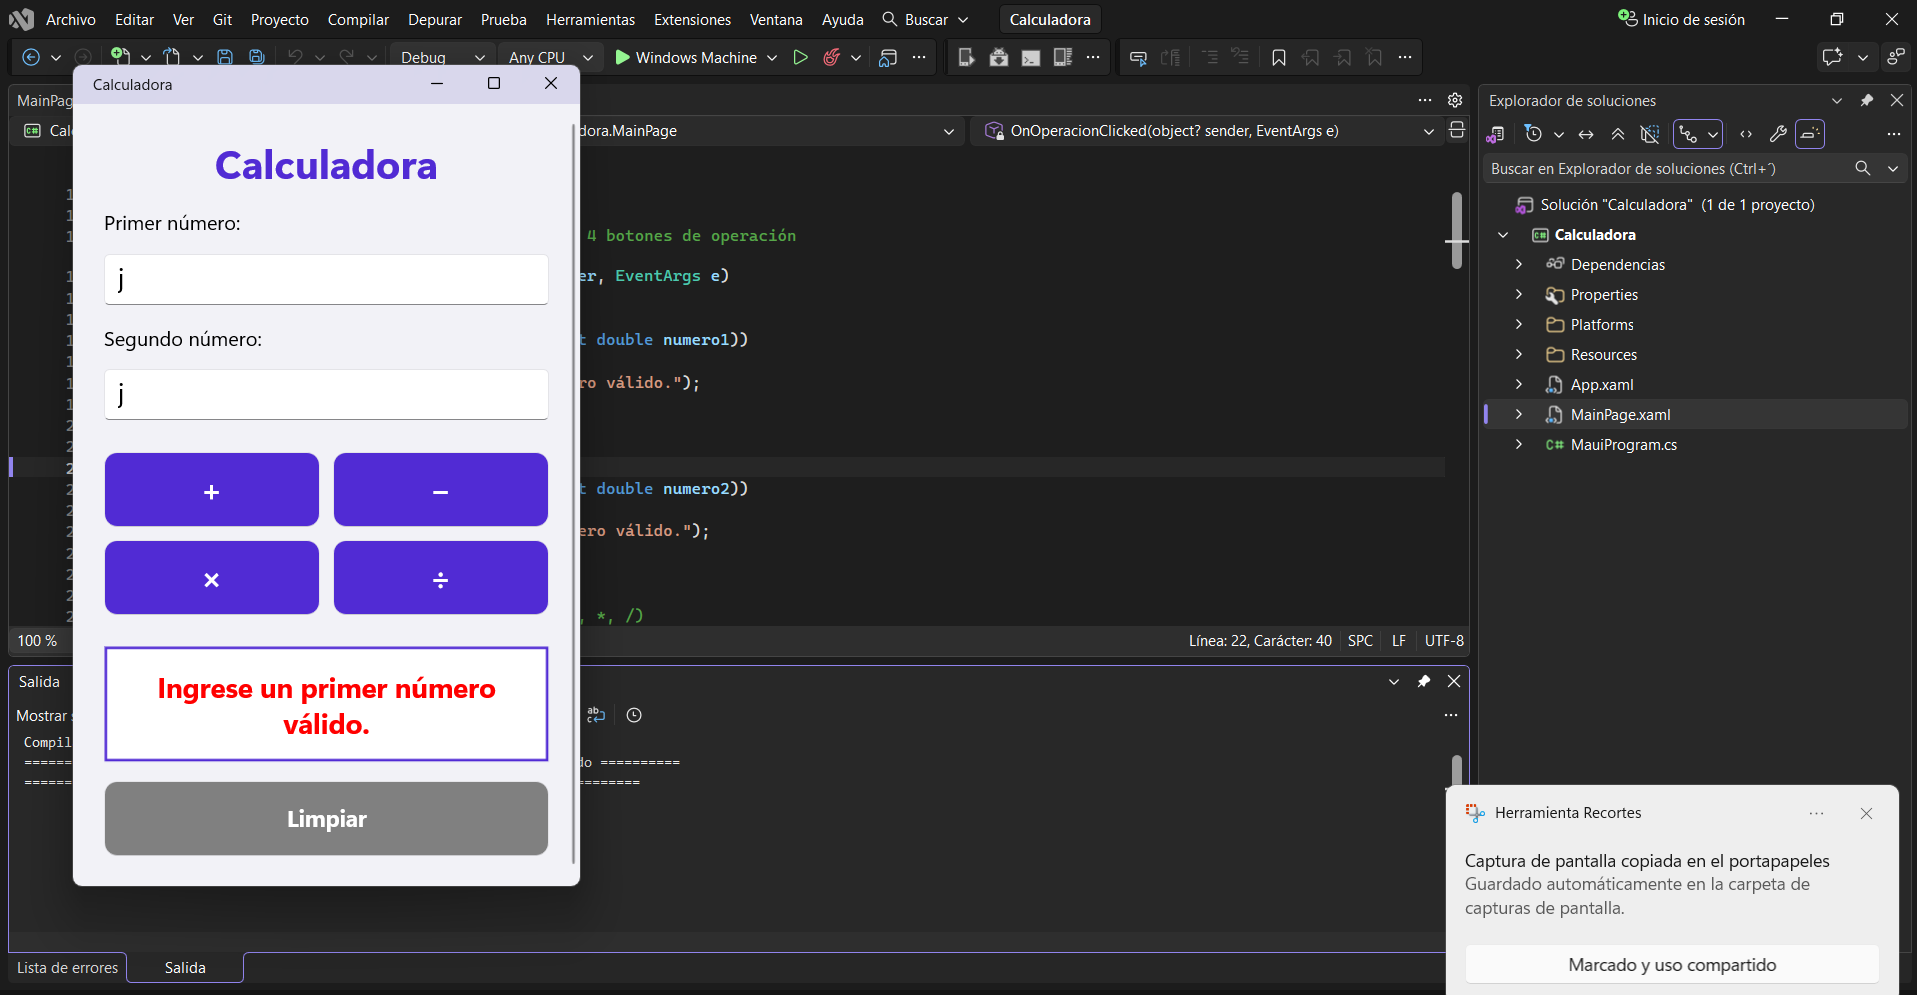 Archivo Editar Ver Git Proyecto Compilar Depurar Prueba Herramientas Extensiones Ventana Ayuda Buscar Calculadora Inicio de sesión
Debug Any CPU Windows Machine
Calculadora
Calculadora
Primer número:
j
Segundo número:
j
+ −
× ÷
Ingrese un primer número
válido.
Limpiar
dora.MainPage OnOperacionClicked(object? sender, EventArgs e)
4 botones de operación
er, EventArgs e)
t double numero1))
ro válido.");
t double numero2))
ero válido.");
, *, /)
100 % Línea: 22, Carácter: 40 SPC LF UTF-8
Salida
Mostrar
Compil
do ==========
=========
Lista de errores Salida
Explorador de soluciones
Buscar en Explorador de soluciones (Ctrl+´)
Solución "Calculadora" (1 de 1 proyecto)
Calculadora
Dependencias
Properties
Platforms
Resources
App.xaml
MainPage.xaml
C# MauiProgram.cs
Herramienta Recortes
Captura de pantalla copiada en el portapapeles
Guardado automáticamente en la carpeta de
capturas de pantalla.
Marcado y uso compartido